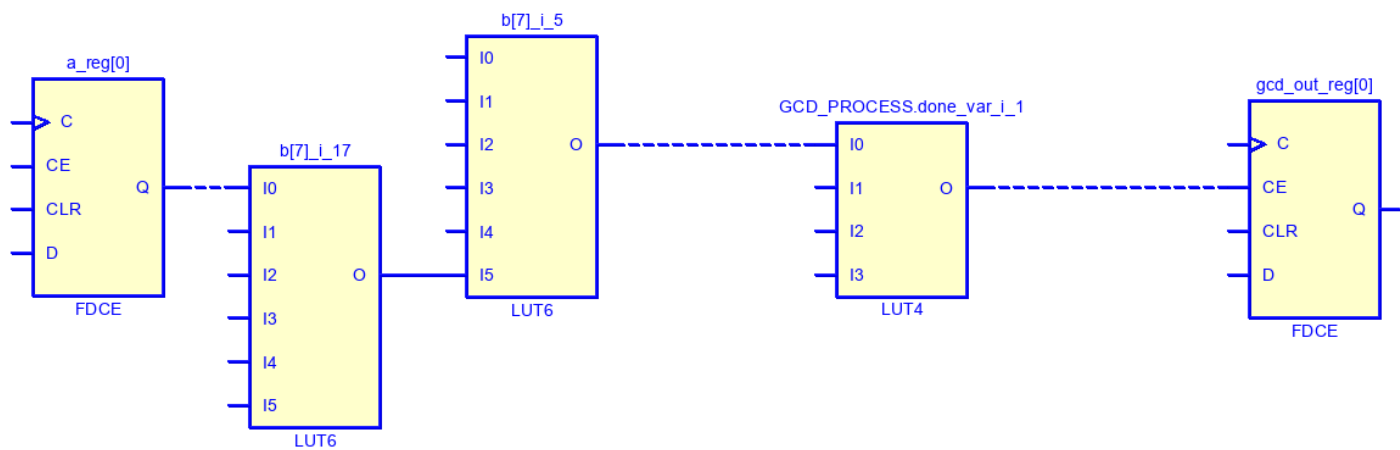 a_reg[0]
C
CE
CLR
D
Q
FDCE
b[7]_i_17
I0
I1
I2
I3
I4
I5
O
LUT6
b[7]_i_5
I0
I1
I2
I3
I4
I5
O
LUT6
GCD_PROCESS.done_var_i_1
I0
I1
I2
I3
O
LUT4
gcd_out_reg[0]
C
CE
CLR
D
Q
FDCE